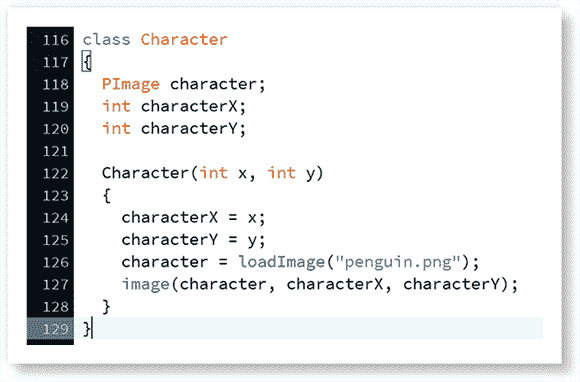 116 class Character
117 {
118 PImage character;
119 int characterX;
120 int characterY;
121
122 Character(int x, int y)
123 {
124 characterX = x;
125 characterY = y;
126 character = loadImage("penguin.png");
127 image(character, characterX, characterY);
128 }
129 }